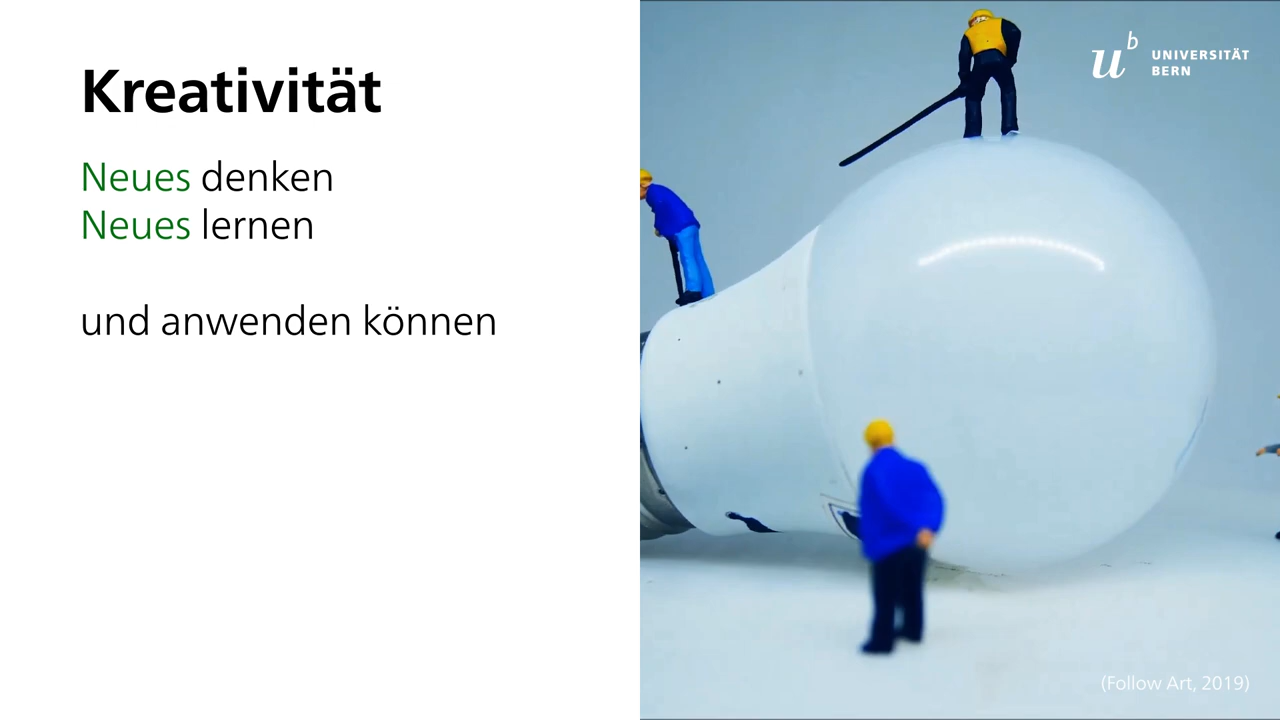 Kreativität
Neues denken
Neues lernen
und anwenden können
u^b UNIVERSITÄT
BERN
(Follow Art, 2019)